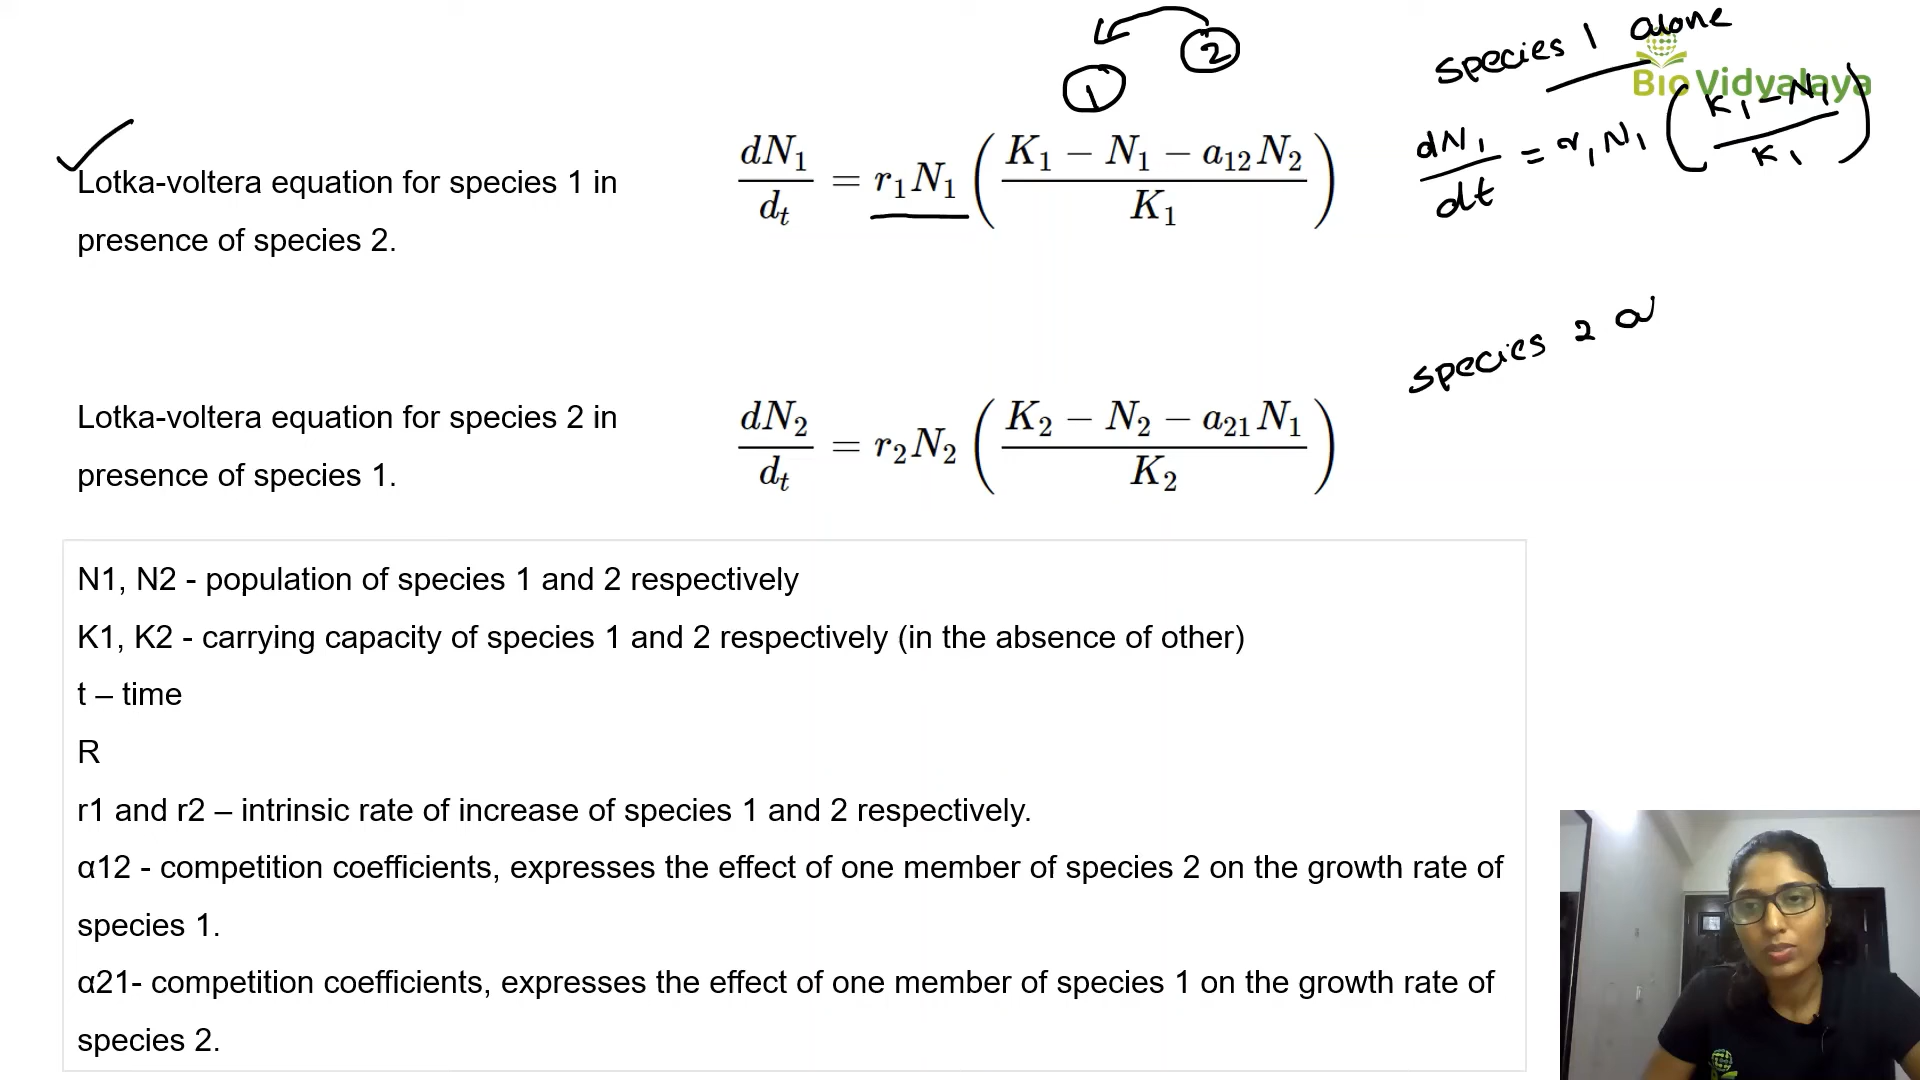 ① ②
Species 1 alone
Bio Vidyalaya
dN₁/dt = r₁N₁ (K₁-N₁/K₁)
Lotka-voltera equation for species 1 in
presence of species 2.
dN₁/dₜ = r₁N₁ (K₁ − N₁ − a₁₂N₂/K₁)
Species 2 a
Lotka-voltera equation for species 2 in
presence of species 1.
dN₂/dₜ = r₂N₂ (K₂ − N₂ − a₂₁N₁/K₂)
N1, N2 - population of species 1 and 2 respectively
K1, K2 - carrying capacity of species 1 and 2 respectively (in the absence of other)
t – time
R
r1 and r2 – intrinsic rate of increase of species 1 and 2 respectively.
α12 - competition coefficients, expresses the effect of one member of species 2 on the growth rate of
species 1.
α21- competition coefficients, expresses the effect of one member of species 1 on the growth rate of
species 2.